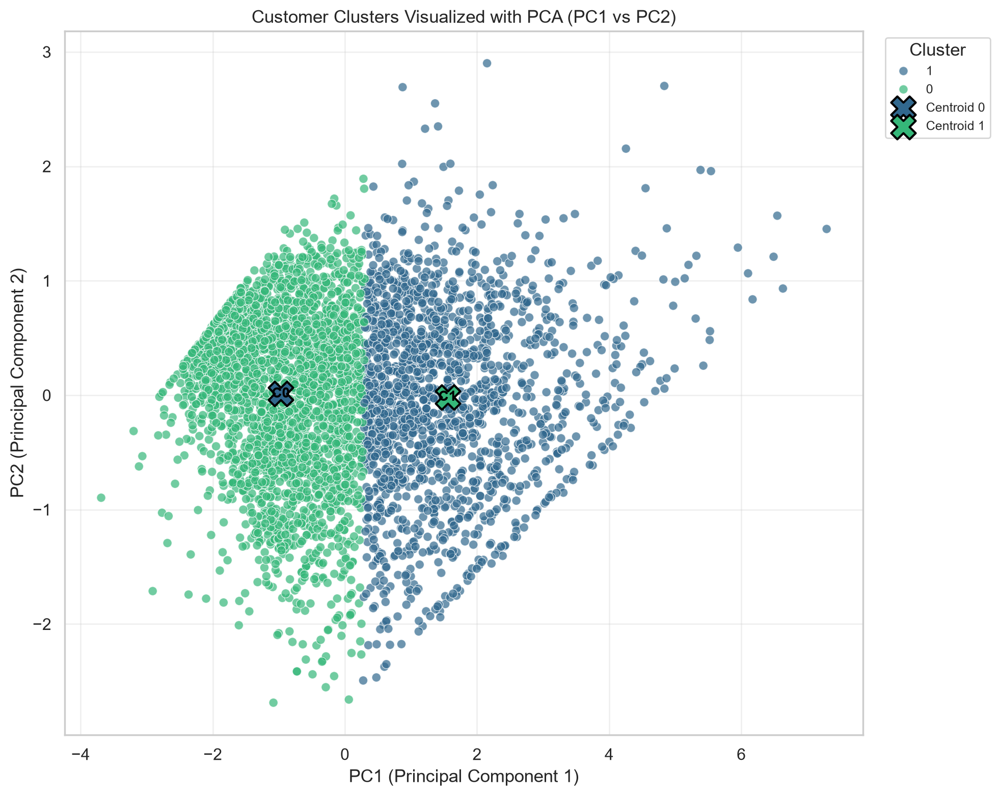 Customer Clusters Visualized with PCA (PC1 vs PC2)
Cluster
1
0
Centroid 0
Centroid 1
PC2 (Principal Component 2)
3
2
1
0
−1
−2
C0
C1
−4
−2
0
2
4
6
PC1 (Principal Component 1)